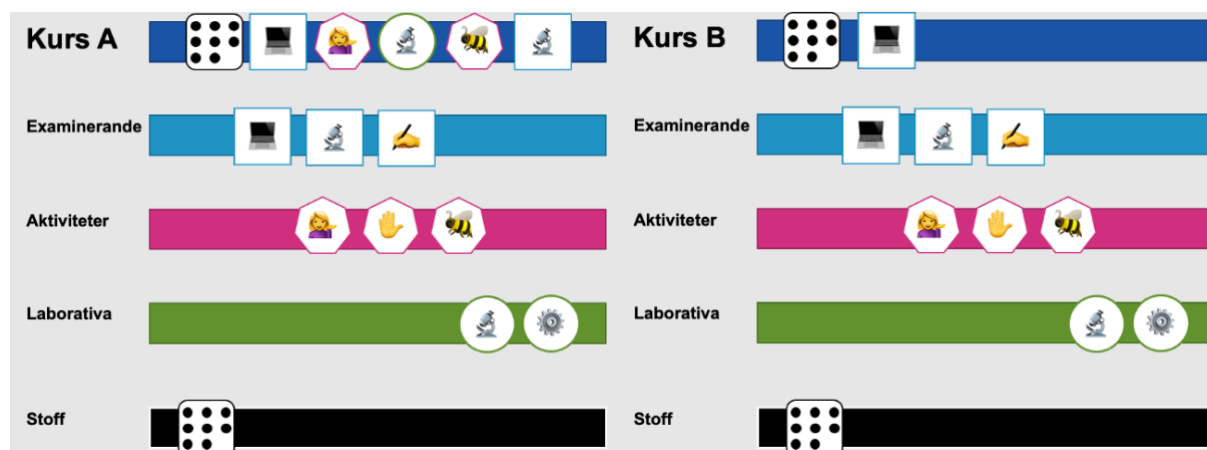 Kurs A
Examinerande
Aktiviteter
Laborativa
Stoff
Kurs B
Examinerande
Aktiviteter
Laborativa
Stoff